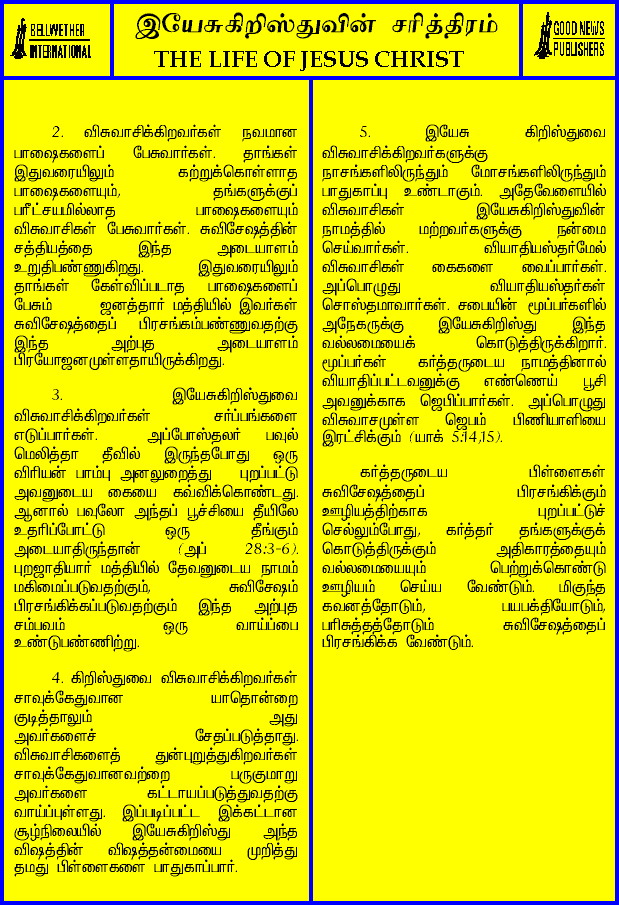 BELLWETHER
INTERNATIONAL
இயேசுகிறிஸ்துவின் சரித்திரம்
THE LIFE OF JESUS CHRIST
GOOD NEWS
PUBLISHERS
2. விசுவாசிக்கிறவர்கள் நவமான
பாஷைகளைப் பேசுவார்கள். தாங்கள்
இதுவரையிலும் கற்றுக்கொள்ளாத
பாஷைகளையும், தங்களுக்குப்
பரீட்சயமில்லாத பாஷைகளையும்
விசுவாசிகள் பேசுவார்கள். சுவிசேஷத்தின்
சத்தியத்தை இந்த அடையாளம்
உறுதிபண்ணுகிறது. இதுவரையிலும்
தாங்கள் கேள்விப்படாத பாஷைகளைப்
பேசும் ஜனத்தார் மத்தியில் இவர்கள்
சுவிசேஷத்தைப் பிரசங்கம்பண்ணுவதற்கு
இந்த அற்புத அடையாளம்
பிரயோஜனமுள்ளதாயிருக்கிறது.
3. இயேசுகிறிஸ்துவை
விசுவாசிக்கிறவர்கள் சர்ப்பங்களை
எடுப்பார்கள். அப்போஸ்தலர் பவுல்
மெலித்தா தீவில் இருந்தபோது ஒரு
விரியன் பாம்பு அனலுறைத்து புறப்பட்டு
அவனுடைய கையை கவ்விக்கொண்டது.
ஆனால் பவுலோ அந்தப் பூச்சியை தீயிலே
உதறிப்போட்டு ஒரு தீங்கும்
அடையாதிருந்தான் (அப் 28:3-6).
புறஜாதியார் மத்தியில் தேவனுடைய நாமம்
மகிமைப்படுவதற்கும், சுவிசேஷம்
பிரசங்கிக்கப்படுவதற்கும் இந்த அற்புத
சம்பவம் ஒரு வாய்ப்பை
உண்டுபண்ணிற்று.
4. கிறிஸ்துவை விசுவாசிக்கிறவர்கள்
சாவுக்கேதுவான யாதொன்றை
குடித்தாலும் அது
அவர்களைச் சேதப்படுத்தாது.
விசுவாசிகளைத் துன்புறுத்துகிறவர்கள்
சாவுக்கேதுவானவற்றை பருகுமாறு
அவர்களை கட்டாயப்படுத்துவதற்கு
வாய்ப்புள்ளது. இப்படிப்பட்ட இக்கட்டான
சூழ்நிலையில் இயேசுகிறிஸ்து அந்த
விஷத்தின் விஷத்தன்மையை முறித்து
தமது பிள்ளைகளை பாதுகாப்பார்.
5. இயேசு கிறிஸ்துவை
விசுவாசிக்கிறவர்களுக்கு
நாசங்களிலிருந்தும் மோசங்களிலிருந்தும்
பாதுகாப்பு உண்டாகும். அதேவேளையில்
விசுவாசிகள் இயேசுகிறிஸ்துவின்
நாமத்தில் மற்றவர்களுக்கு நன்மை
செய்வார்கள். வியாதியஸ்தர்மேல்
விசுவாசிகள் கைகளை வைப்பார்கள்.
அப்பொழுது வியாதியஸ்தர்கள்
சொஸ்தமாவார்கள். சபையின் மூப்பர்களில்
அநேகருக்கு இயேசுகிறிஸ்து இந்த
வல்லமையைக் கொடுத்திருக்கிறார்.
மூப்பர்கள் கர்த்தருடைய நாமத்தினால்
வியாதிப்பட்டவனுக்கு எண்ணெய் பூசி
அவனுக்காக ஜெபிப்பார்கள். அப்பொழுது
விசுவாசமுள்ள ஜெபம் பிணியாளியை
இரட்சிக்கும் (யாக் 5:14,15).
கர்த்தருடைய பிள்ளைகள்
சுவிசேஷத்தைப் பிரசங்கிக்கும்
ஊழியத்திற்காக புறப்பட்டுச்
செல்லும்போது, கர்த்தர் தங்களுக்குக்
கொடுத்திருக்கும் அதிகாரத்தையும்
வல்லமையையும் பெற்றுக்கொண்டு
ஊழியம் செய்ய வேண்டும். மிகுந்த
கவனத்தோடும், பயபக்தியோடும்,
பரிசுத்தத்தோடும் சுவிசேஷத்தைப்
பிரசங்கிக்க வேண்டும்.